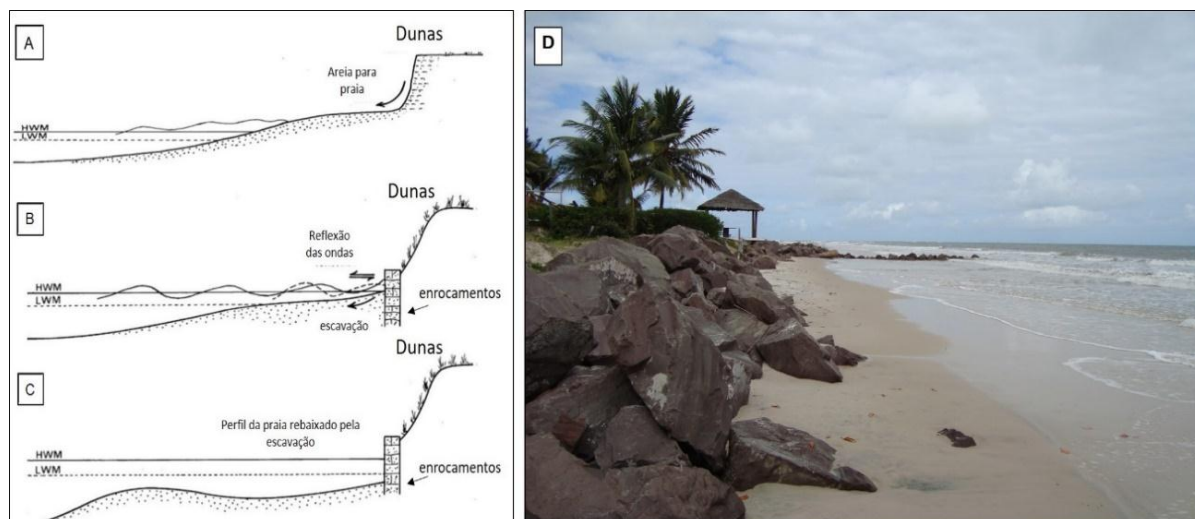 A
Dunas
Areia para
praia
HWM
LWM
B
Dunas
Reflexão
das ondas
HWM
LWM
escavação
enrocamentos
C
Dunas
Perfil da praia rebaixado pela
escavação
HWM
LWM
enrocamentos
D